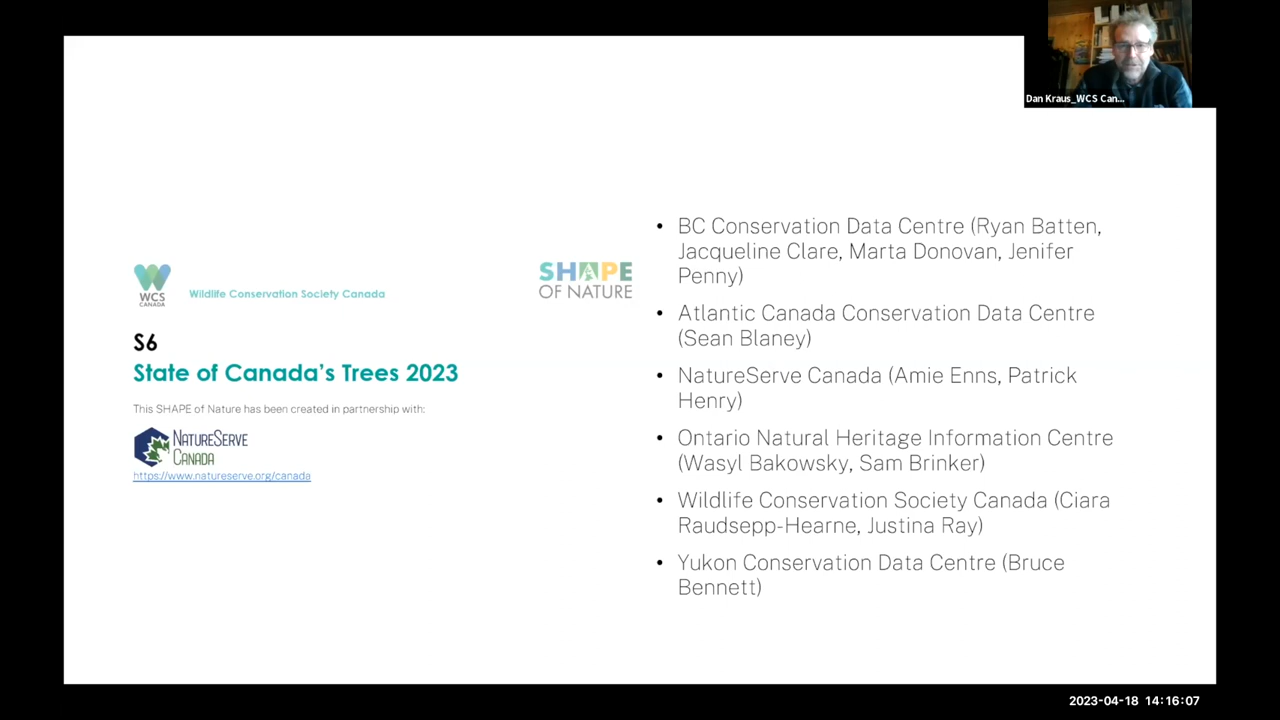 Dan Kraus_WCS Can...
WCS
CANADA
Wildlife Conservation Society Canada
SHAPE
OF NATURE
S6
State of Canada's Trees 2023
This SHAPE of Nature has been created in partnership with:
NATURESERVE
CANADA
https://www.natureserve.org/canada
• BC Conservation Data Centre (Ryan Batten,
Jacqueline Clare, Marta Donovan, Jenifer
Penny)
• Atlantic Canada Conservation Data Centre
(Sean Blaney)
• NatureServe Canada (Amie Enns, Patrick
Henry)
• Ontario Natural Heritage Information Centre
(Wasyl Bakowsky, Sam Brinker)
• Wildlife Conservation Society Canada (Ciara
Raudsepp-Hearne, Justina Ray)
• Yukon Conservation Data Centre (Bruce
Bennett)
2023-04-18 14:16:07